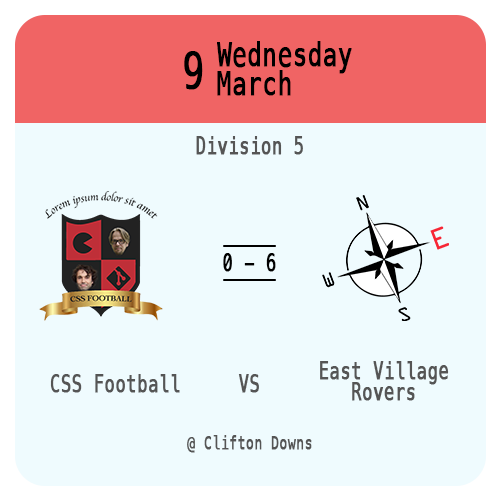 9 Wednesday
March
Division 5
Lorem ipsum dolor sit amet
CSS FOOTBALL
N
E
W
S
0 - 6
CSS Football
VS
East Village
Rovers
@ Clifton Downs